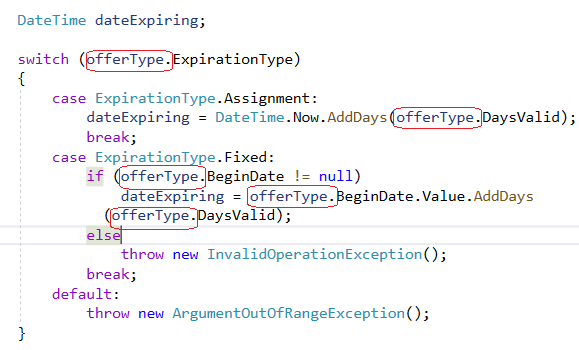 DateTime dateExpiring;
switch (offerType.ExpirationType)
{
case ExpirationType.Assignment:
dateExpiring = DateTime.Now.AddDays(offerType.DaysValid);
break;
case ExpirationType.Fixed:
if (offerType.BeginDate != null)
dateExpiring = offerType.BeginDate.Value.AddDays
(offerType.DaysValid);
else
throw new InvalidOperationException();
break;
default:
throw new ArgumentOutOfRangeException();
}